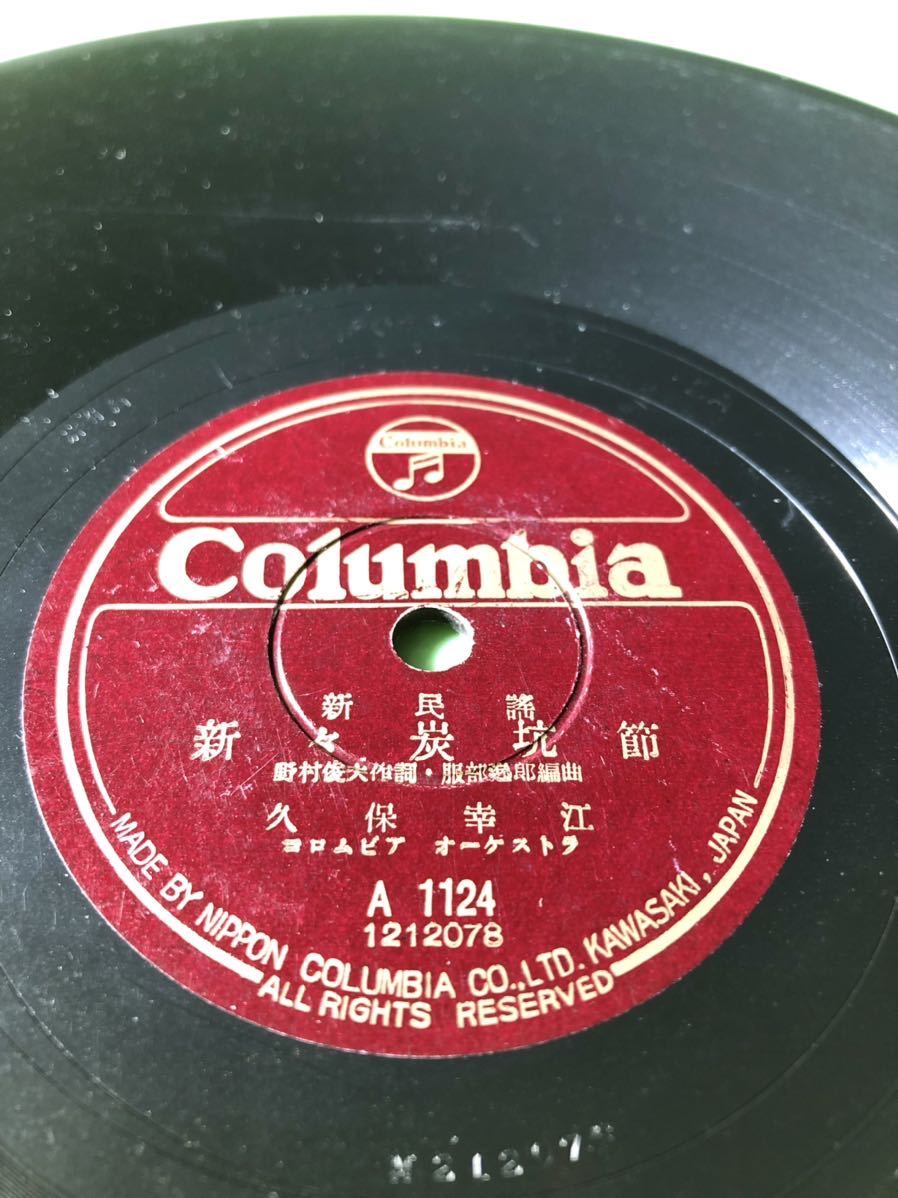 Columbia
Columbia
新民謠
新々炭坑節
野村俊夫作詞・服部逸郎編曲
久保幸江
コロムビア オーケストラ
A 1124
1212078
MADE BY NIPPON COLUMBIA CO.,LTD. KAWASAKI, JAPAN
ALL RIGHTS RESERVED